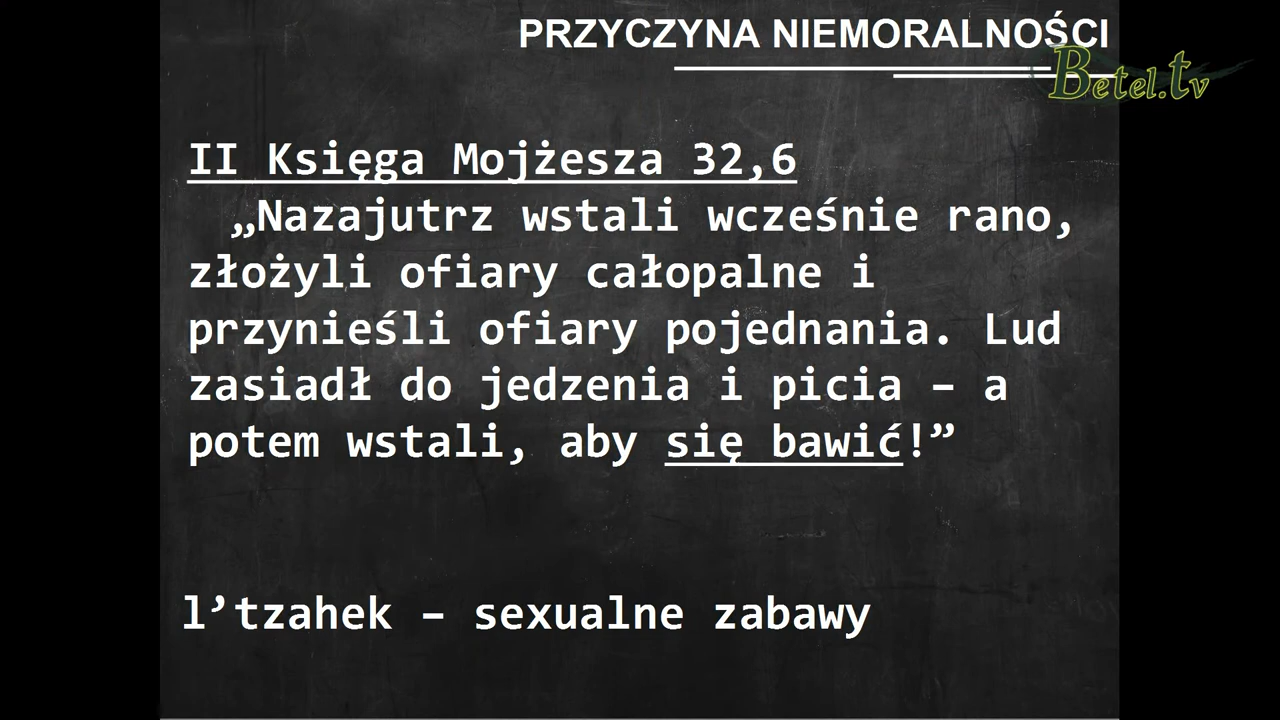 PRZYCZYNA NIEMORALNOŚCI
Betel.tv
II Księga Mojżesza 32,6
„Nazajutrz wstali wcześnie rano,
złożyli ofiary całopalne i
przynieśli ofiary pojednania. Lud
zasiadł do jedzenia i picia – a
potem wstali, aby się bawić!”
l’tzahek – sexualne zabawy